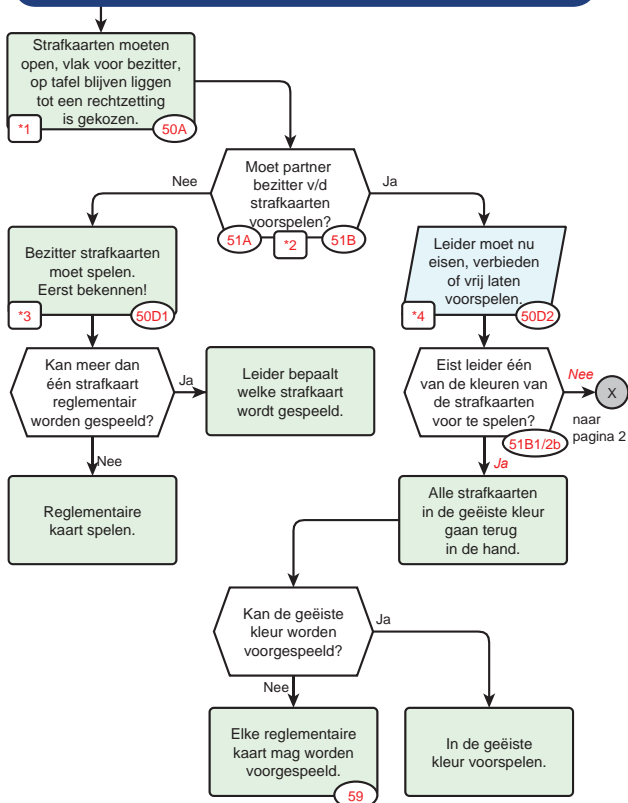 Strafkaarten moeten
open, vlak voor bezitter,
op tafel blijven liggen
tot een rechtzetting
is gekozen.
*1
50A
Moet partner
bezitter v/d
strafkaarten
voorspelen?
51A
*2
51B
Nee
Ja
Bezitter strafkaarten
moet spelen.
Eerst bekennen!
*3
50D1
Leider moet nu
eisen, verbieden
of vrij laten
voorspelen.
*4
50D2
Kan meer dan
één strafkaart
reglementair
worden gespeeld?
Ja
Leider bepaalt
welke strafkaart
wordt gespeeld.
Eist leider één
van de kleuren van
de strafkaarten
voor te spelen?
51B1/2b
Nee
X
naar
pagina 2
Nee
Ja
Reglementaire
kaart spelen.
Alle strafkaarten
in de geëiste kleur
gaan terug
in de hand.
Kan de geëiste
kleur worden
voorgespeeld?
Ja
Nee
Elke reglementaire
kaart mag worden
voorgespeeld.
59
In de geëiste
kleur voorspelen.